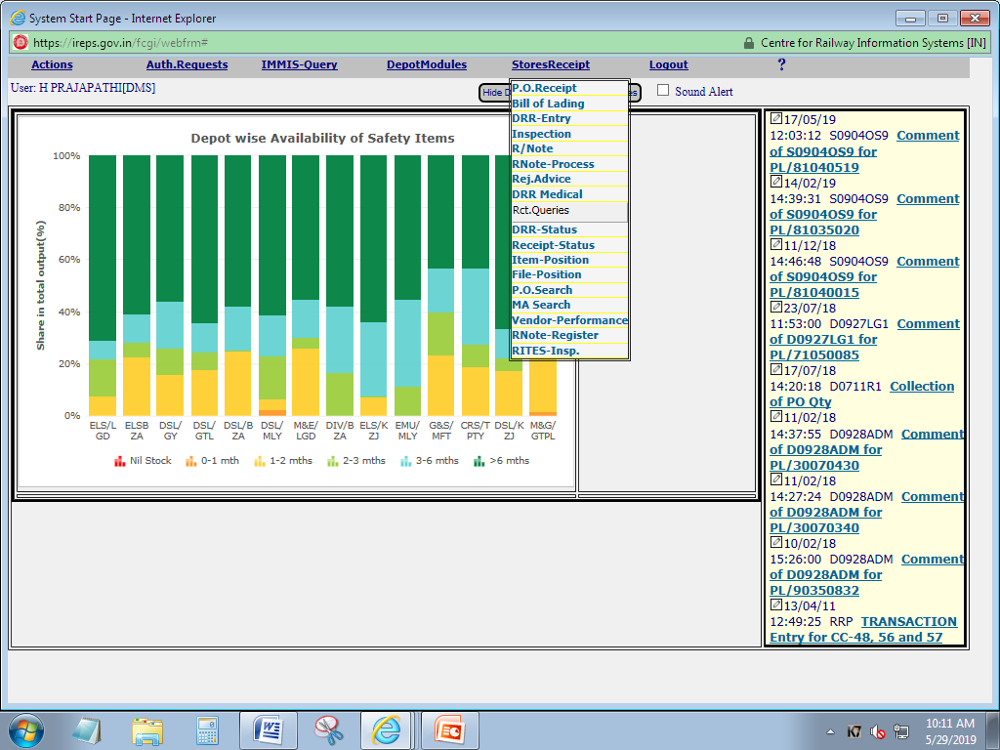 System Start Page - Internet Explorer
https://ireps.gov.in/fcgi/webfrm#
Centre for Railway Information Systems [IN]
Actions Auth.Requests IMMIS-Query DepotModules StoresReceipt Logout ?
User: H PRAJAPATHI[DMS]
Hide
Sound Alert
P.O.Receipt
Bill of Lading
DRR-Entry
Inspection
R/Note
RNote-Process
Rej.Advice
DRR Medical
Rct.Queries
DRR-Status
Receipt-Status
Item-Position
File-Position
P.O.Search
MA Search
Vendor-Performance
RNote-Register
RITES-Insp.
Depot wise Availability of Safety Items
Share in total output(%)
100%
80%
60%
40%
20%
0%
ELS/L ELSB DSL/ DSL/ DSL/B DSL/ M&E/ DIV/B ELS/K EMU/ G&S/ CRS/T DSL/K M&G/
GD ZA GY GTL ZA MLY LGD ZA ZJ MLY MFT PTY ZJ GTPL
Nil Stock 0-1 mth 1-2 mths 2-3 mths 3-6 mths >6 mths
17/05/19
12:03:12 S0904OS9 Comment
of S0904OS9 for
PL/81040519
14/02/19
14:39:31 S0904OS9 Comment
of S0904OS9 for
PL/81035020
11/12/18
14:46:48 S0904OS9 Comment
of S0904OS9 for
PL/81040015
23/07/18
11:53:00 D0927LG1 Comment
of D0927LG1 for
PL/71050085
17/07/18
14:20:18 D0711R1 Collection
of PO Qty
11/02/18
14:37:55 D0928ADM Comment
of D0928ADM for
PL/30070430
11/02/18
14:27:24 D0928ADM Comment
of D0928ADM for
PL/30070340
10/02/18
15:26:00 D0928ADM Comment
of D0928ADM for
PL/90350832
13/04/11
12:49:25 RRP TRANSACTION
Entry for CC-48, 56 and 57
10:11 AM
5/29/2019